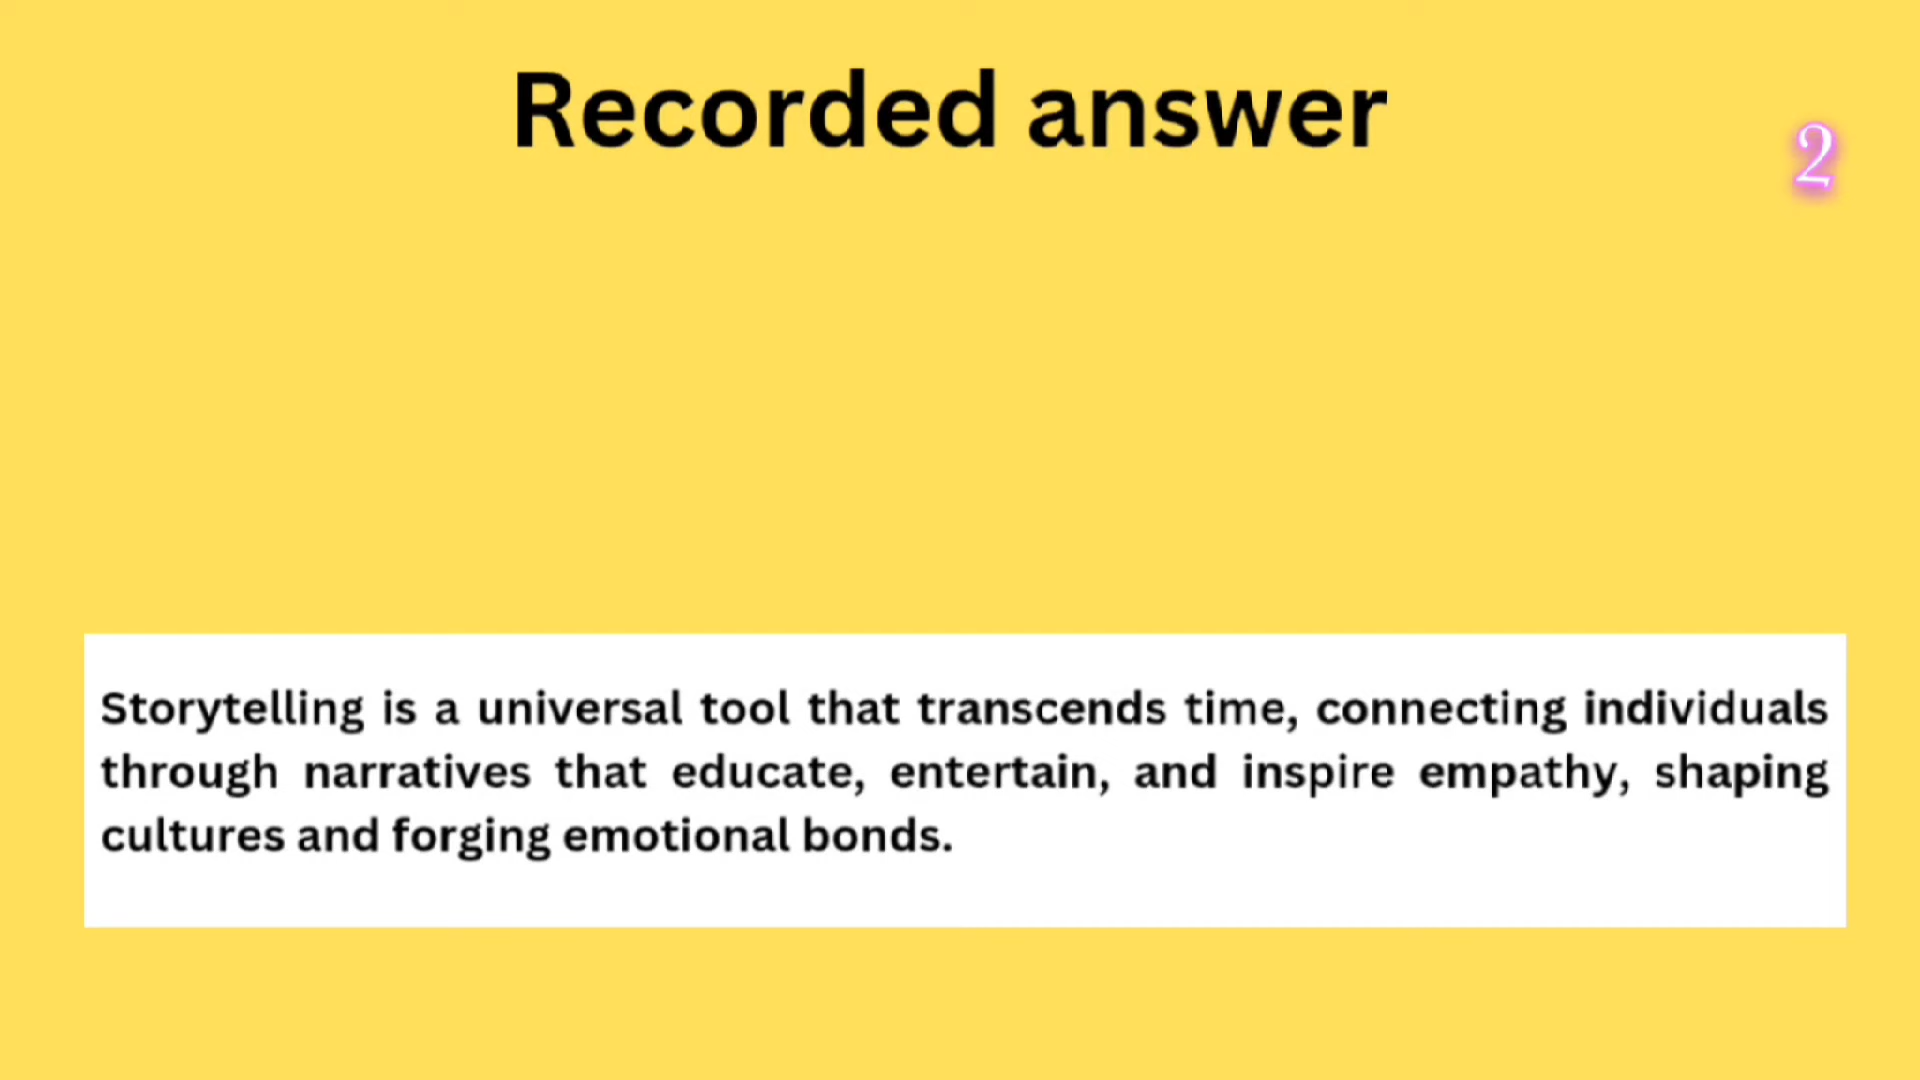 Recorded answer
2
Storytelling is a universal tool that transcends time, connecting individuals
through narratives that educate, entertain, and inspire empathy, shaping
cultures and forging emotional bonds.